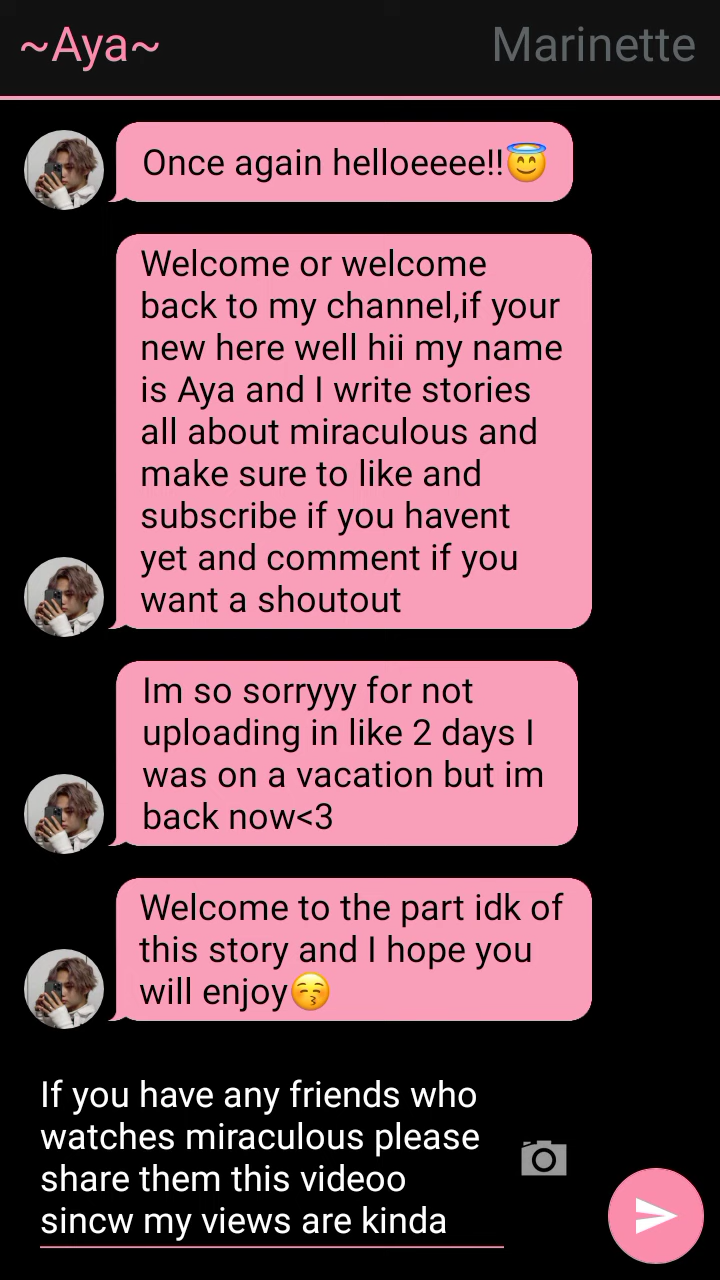 ~Aya~
Marinette
Once again helloeeee!!😇
Welcome or welcome
back to my channel,if your
new here well hii my name
is Aya and I write stories
all about miraculous and
make sure to like and
subscribe if you havent
yet and comment if you
want a shoutout
Im so sorryyy for not
uploading in like 2 days I
was on a vacation but im
back now<3
Welcome to the part idk of
this story and I hope you
will enjoy😚
If you have any friends who
watches miraculous please
share them this videoo
sincw my views are kinda